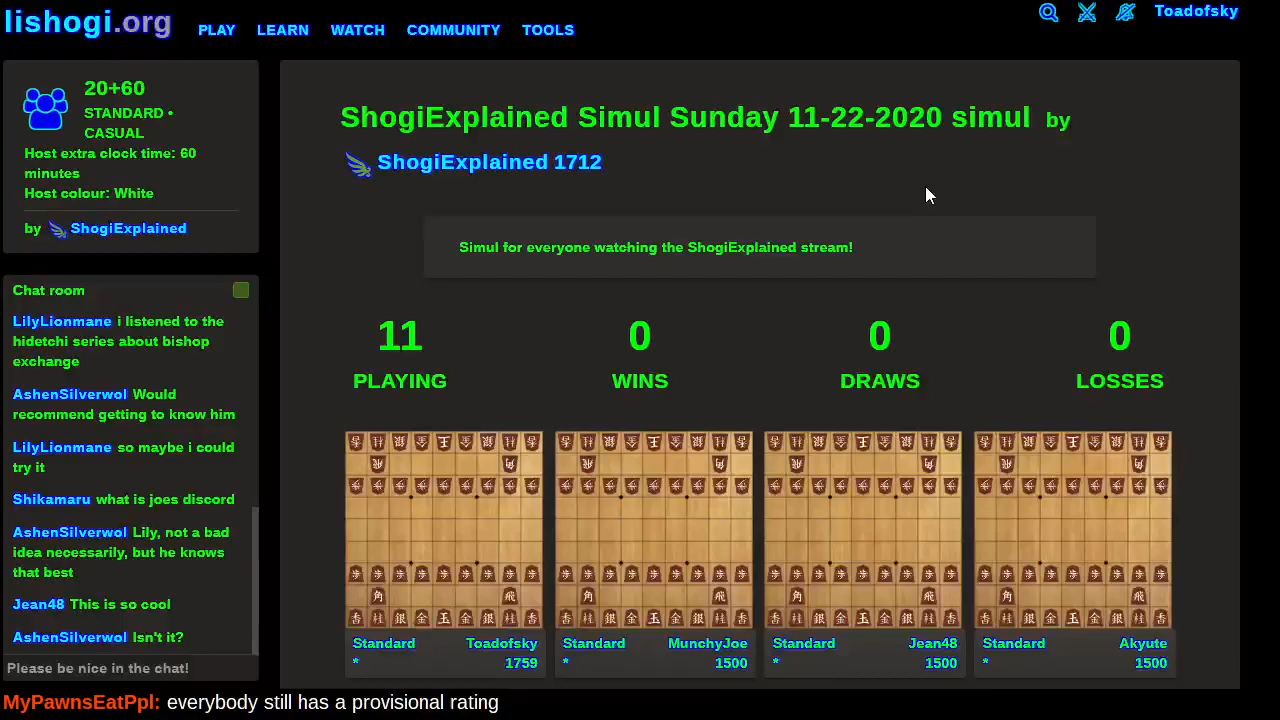 lishogi.org
PLAY LEARN WATCH COMMUNITY TOOLS
Toadofsky
20+60
STANDARD •
CASUAL
Host extra clock time: 60
minutes
Host colour: White
by ShogiExplained
Chat room
LilyLionmane i listened to the
hidetchi series about bishop
exchange
AshenSilverwol Would
recommend getting to know him
LilyLionmane so maybe i could
try it
Shikamaru what is joes discord
AshenSilverwol Lily, not a bad
idea necessarily, but he knows
that best
Jean48 This is so cool
AshenSilverwol Isn't it?
Please be nice in the chat!
ShogiExplained Simul Sunday 11-22-2020 simul by
ShogiExplained 1712
Simul for everyone watching the ShogiExplained stream!
11 0 0 0
PLAYING WINS DRAWS LOSSES
Standard Toadofsky
* 1759
Standard MunchyJoe
* 1500
Standard Jean48
* 1500
Standard Akyute
* 1500
MyPawnsEatPpl: everybody still has a provisional rating